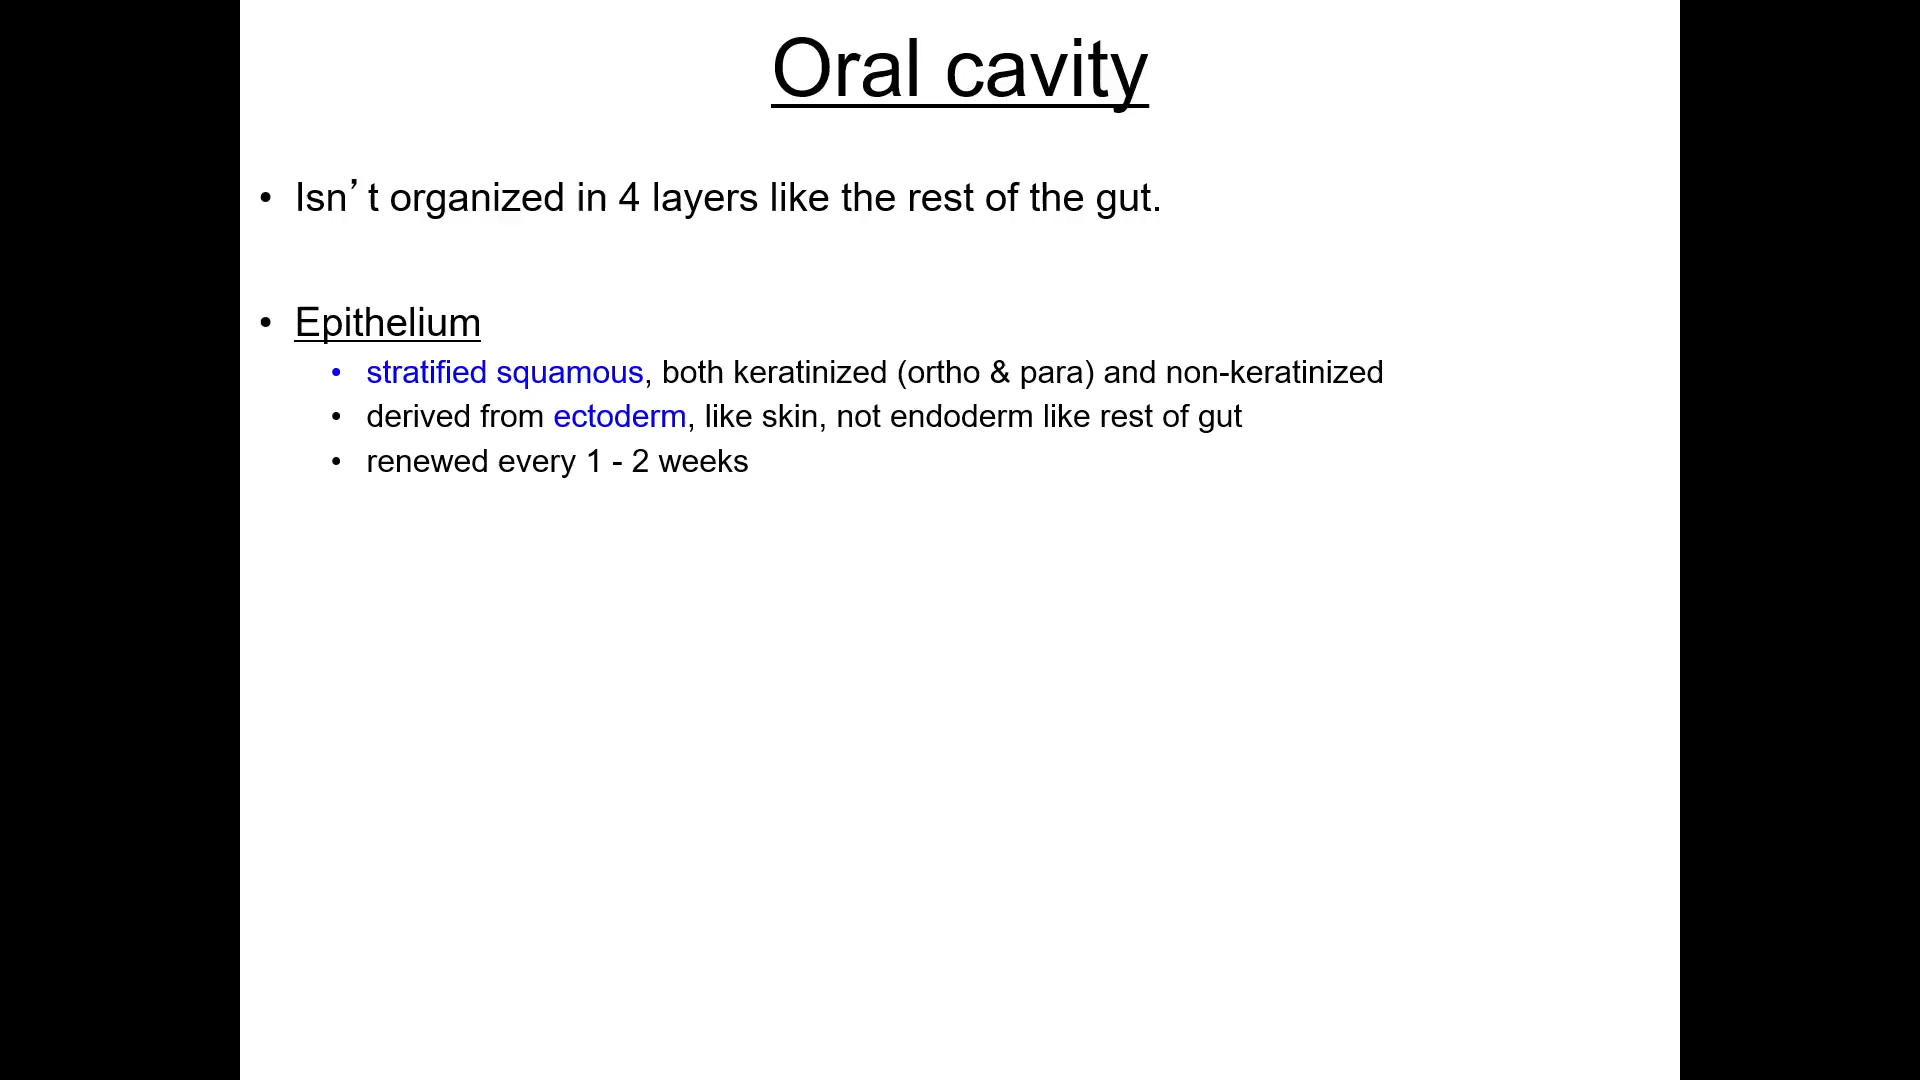 Oral cavity
• Isn’t organized in 4 layers like the rest of the gut.
• Epithelium
• stratified squamous, both keratinized (ortho & para) and non-keratinized
• derived from ectoderm, like skin, not endoderm like rest of gut
• renewed every 1 - 2 weeks